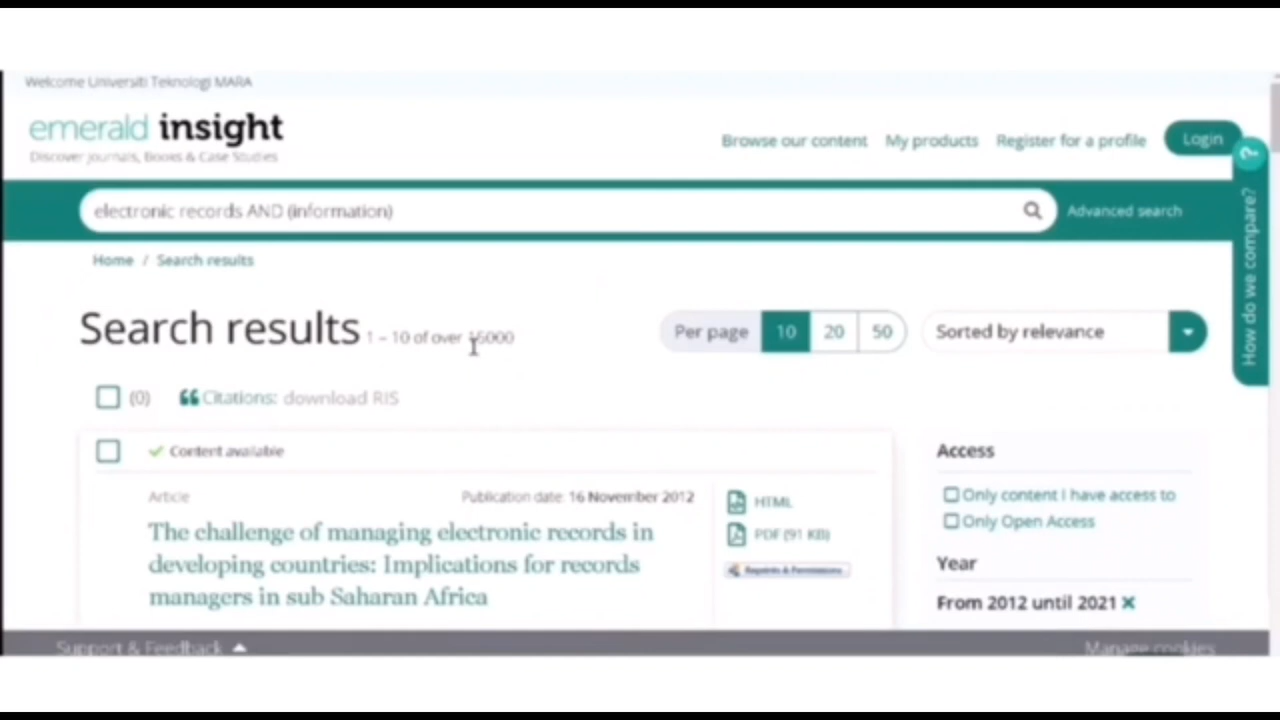 Welcome Universiti Teknologi MARA
emerald insight
Discover Journals, Books & Case Studies
Browse our content My products Register for a profile Login
electronic records AND (information)
Advanced search
How do we compare?
?
Home / Search results
Search results 1 – 10 of over 15000
Per page 10 20 50
Sorted by relevance
(0) Citations: download RIS
Content available
Article
Publication date: 16 November 2012
The challenge of managing electronic records in
developing countries: Implications for records
managers in sub Saharan Africa
HTML
PDF (91 KB)
Reprints & Permissions
Access
Only content I have access to
Only Open Access
Year
From 2012 until 2021
Support & Feedback
Manage cookies